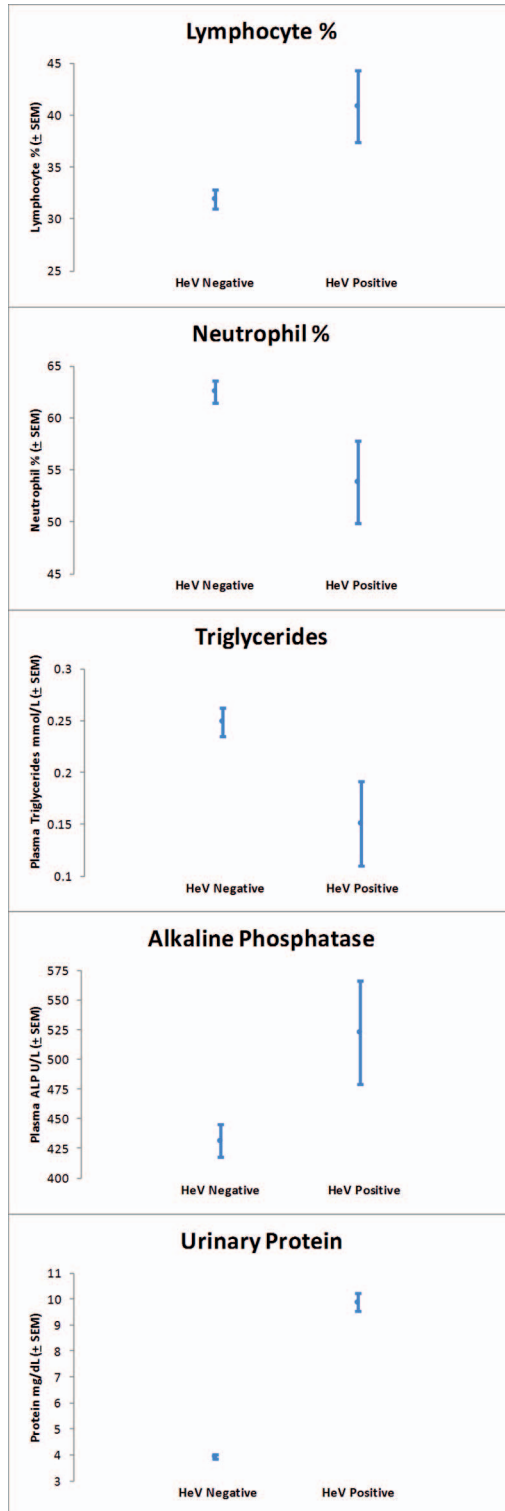 Lymphocyte %
Lymphocyte % (± SEM)
45
40
35
30
25
HeV Negative HeV Positive
Neutrophil %
Neutrophil % (± SEM)
65
60
55
50
45
HeV Negative HeV Positive
Triglycerides
Plasma Triglycerides mmol/L (± SEM)
0.3
0.25
0.2
0.15
0.1
HeV Negative HeV Positive
Alkaline Phosphatase
Plasma ALP U/L (± SEM)
575
550
525
500
475
450
425
400
HeV Negative HeV Positive
Urinary Protein
Protein mg/dL (± SEM)
11
10
9
8
7
6
5
4
3
HeV Negative HeV Positive